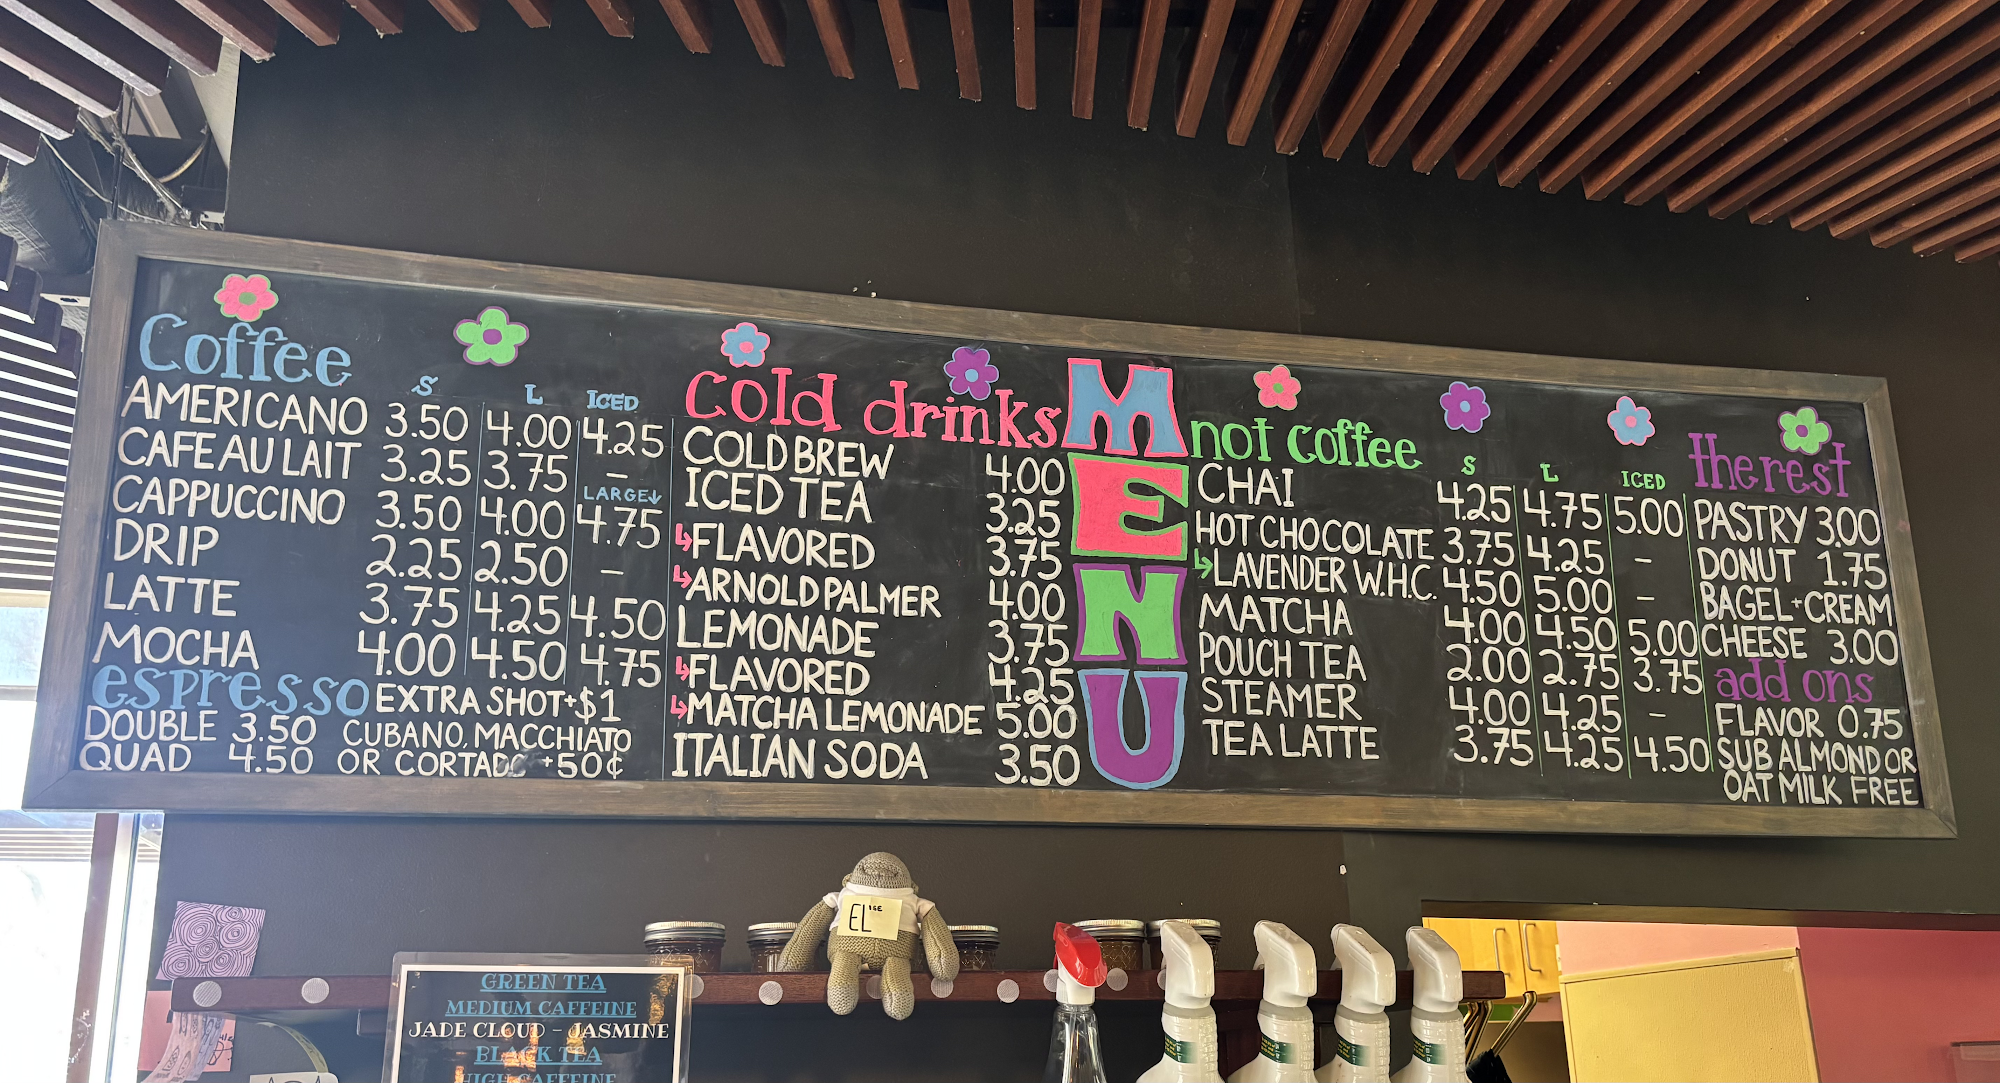 Coffee S L ICED
AMERICANO 3.50 4.00 4.25
CAFE AU LAIT 3.25 3.75 –
LARGE↓
CAPPUCCINO 3.50 4.00 4.75
DRIP 2.25 2.50 –
LATTE 3.75 4.25 4.50
MOCHA 4.00 4.50 4.75
espresso EXTRA SHOT +$1
DOUBLE 3.50 CUBANO, MACCHIATO
QUAD 4.50 OR CORTADO +50¢
cold drinks
COLD BREW 4.00
ICED TEA 3.25
↳FLAVORED 3.75
↳ARNOLD PALMER 4.00
LEMONADE 3.75
↳FLAVORED 4.25
↳MATCHA LEMONADE 5.00
ITALIAN SODA 3.50
MENU
not coffee S L ICED
CHAI 4.25 4.75 5.00
HOT CHOCOLATE 3.75 4.25 –
↳LAVENDER W.H.C. 4.50 5.00 –
MATCHA 4.00 4.50 5.00
POUCH TEA 2.00 2.75 3.75
STEAMER 4.00 4.25 –
TEA LATTE 3.75 4.25 4.50
the rest
PASTRY 3.00
DONUT 1.75
BAGEL + CREAM
CHEESE 3.00
add ons
FLAVOR 0.75
SUB ALMOND OR
OAT MILK FREE
GREEN TEA
MEDIUM CAFFEINE
JADE CLOUD – JASMINE
BLACK TEA
HIGH CAFFEINE